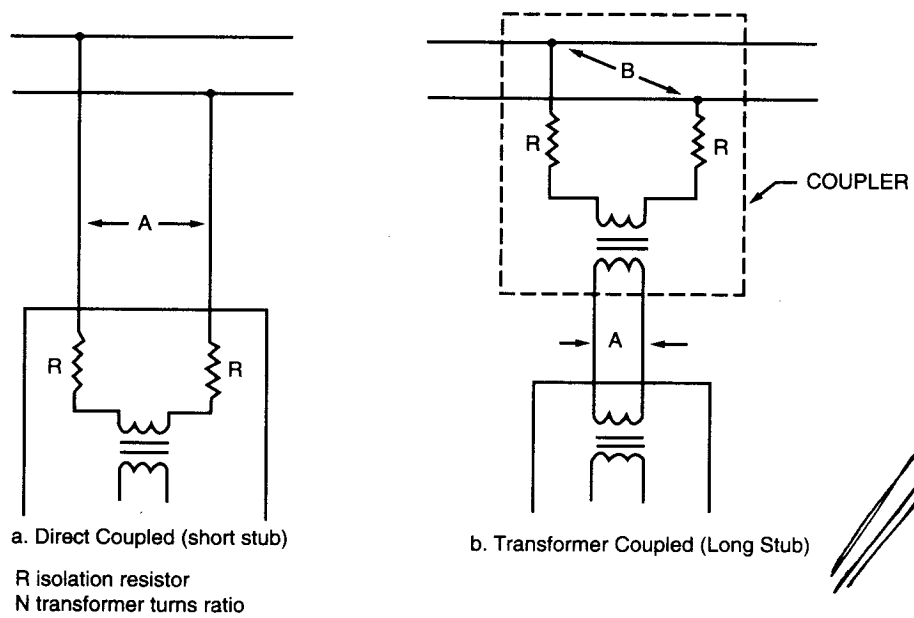 B
R
R
COUPLER
A
A
R
R
a. Direct Coupled (short stub)
b. Transformer Coupled (Long Stub)
R isolation resistor
N transformer turns ratio